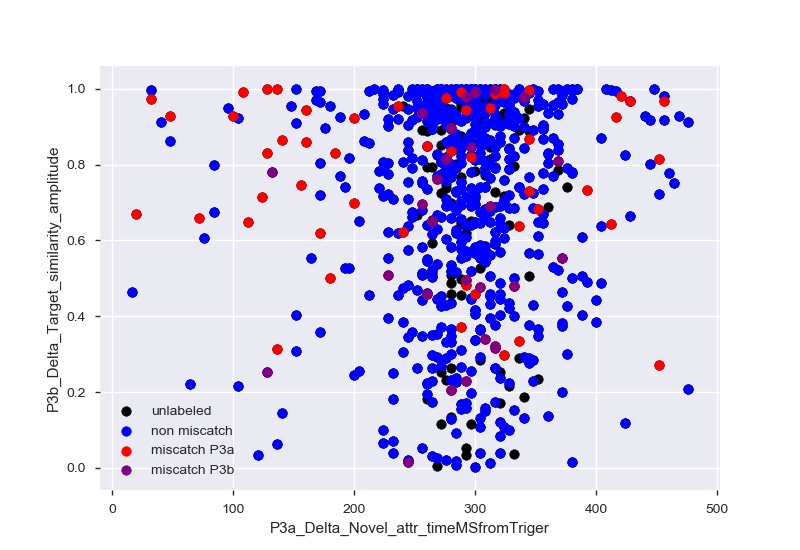 1.0
0.8
0.6
0.4
0.2
0.0
P3b_Delta_Target_similarity_amplitude
unlabeled
non miscatch
miscatch P3a
miscatch P3b
0 100 200 300 400 500
P3a_Delta_Novel_attr_timeMSfromTriger